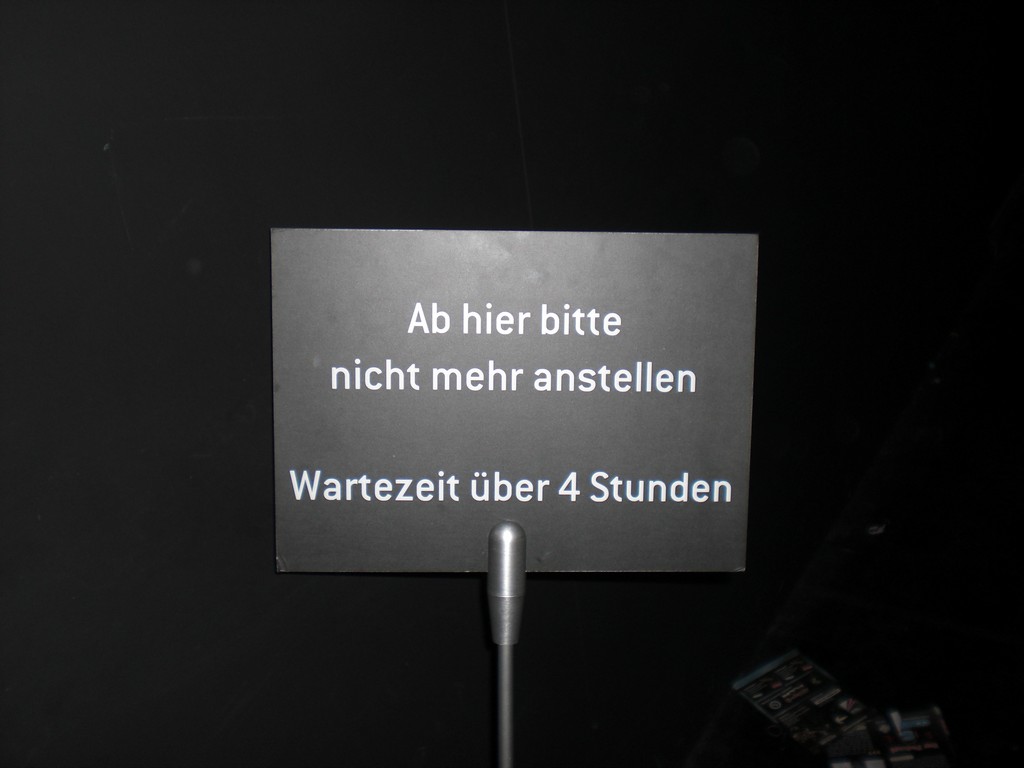 Ab hier bitte
nicht mehr anstellen
Wartezeit über 4 Stunden